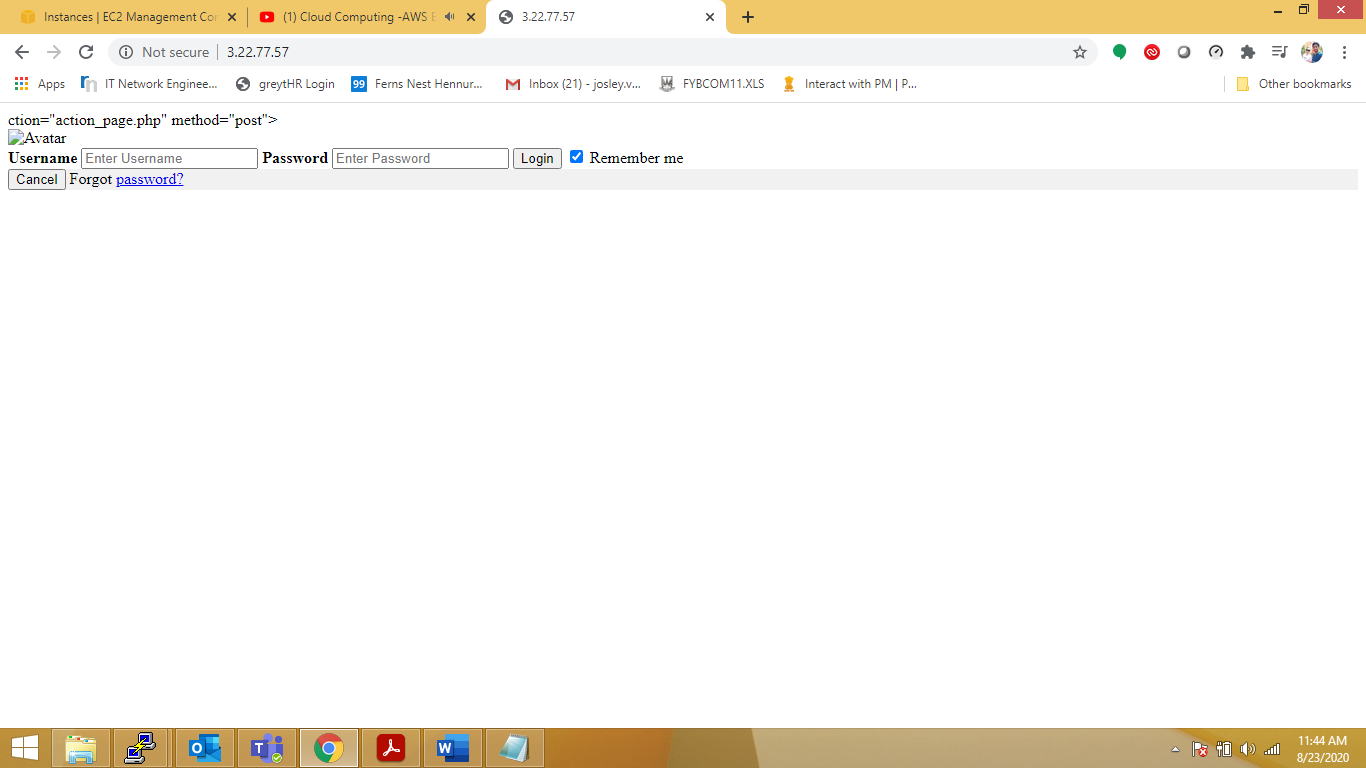 Instances | EC2 Management Con
(1) Cloud Computing -AWS E
3.22.77.57
Not secure
3.22.77.57
Apps
IT Network Enginee...
greytHR Login
99
Ferns Nest Hennur...
Inbox (21) - josley.v...
FYBCOM11.XLS
Interact with PM | P...
Other bookmarks
ction="action_page.php" method="post">
Avatar
Username Enter Username Password Enter Password Login Remember me
Cancel Forgot password?
11:44 AM
8/23/2020